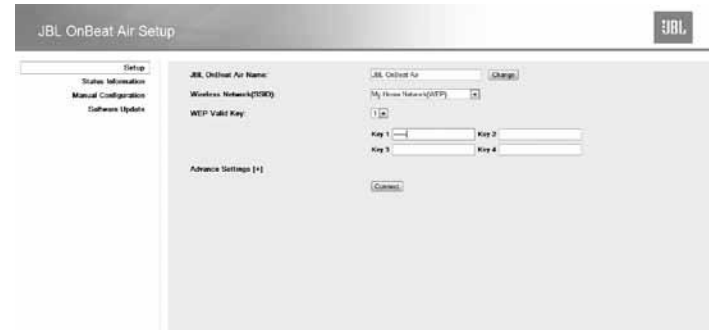 JBL OnBeat Air Setup
JBL
Setup
Status Information
Manual Configuration
Software Update
JBL OnBeat Air Name:
JBL OnBeat Air
Change
Wireless Network(SSID):
My Home Network(WEP)
WEP Valid Key:
1
Key 1
Key 2
Key 3
Key 4
Advance Settings [+]
Connect